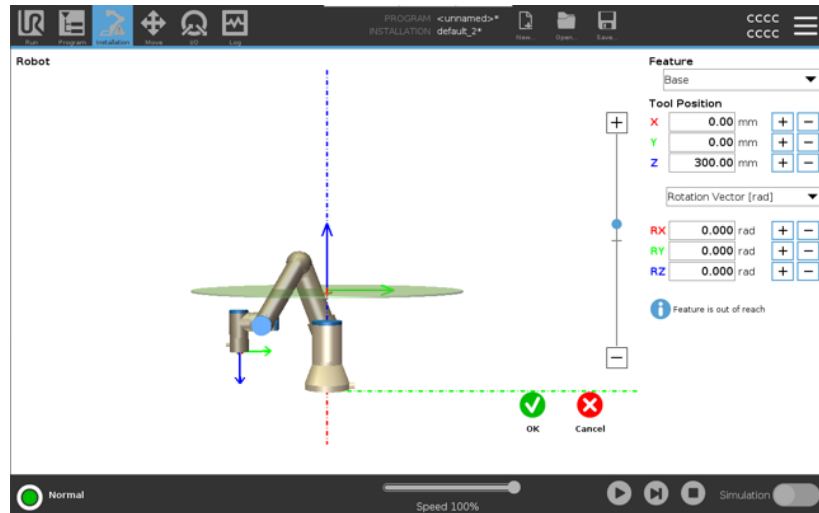 PROGRAM <unnamed>*
INSTALLATION default_2*
UR
Run
Program
Installation
Move
I/O
Log
New...
Open...
Save...
cccc
cccc
Robot
Feature
Base
Tool Position
X 0.00 mm + −
Y 0.00 mm + −
Z 300.00 mm + −
Rotation Vector [rad]
RX 0.000 rad + −
RY 0.000 rad + −
RZ 0.000 rad + −
i Feature is out of reach
+
−
OK
Cancel
Normal
Speed 100%
Simulation